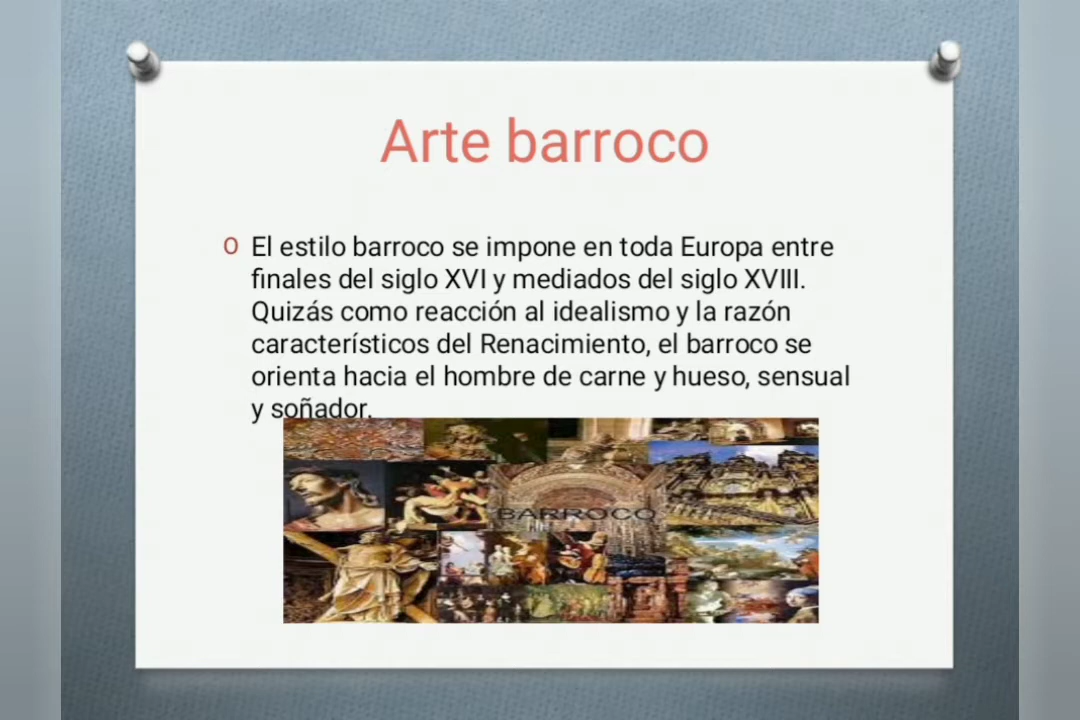 Arte barroco
O El estilo barroco se impone en toda Europa entre
finales del siglo XVI y mediados del siglo XVIII.
Quizás como reacción al idealismo y la razón
característicos del Renacimiento, el barroco se
orienta hacia el hombre de carne y hueso, sensual
y soñador.
BARROCO